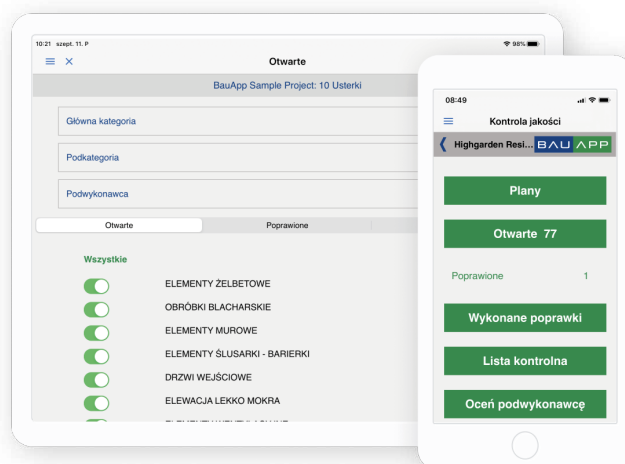 10:21 szept. 11. P
98%
Otwarte
BauApp Sample Project: 10 Usterki
Główna kategoria
Podkategoria
Podwykonawca
Otwarte
Poprawione
Wszystkie
ELEMENTY ŻELBETOWE
OBRÓBKI BLACHARSKIE
ELEMENTY MUROWE
ELEMENTY ŚLUSARKI - BARIERKI
DRZWI WEJŚCIOWE
ELEWACJA LEKKO MOKRA
08:49
Kontrola jakości
Highgarden Resi... BAU APP
Plany
Otwarte 77
Poprawione 1
Wykonane poprawki
Lista kontrolna
Oceń podwykonawcę